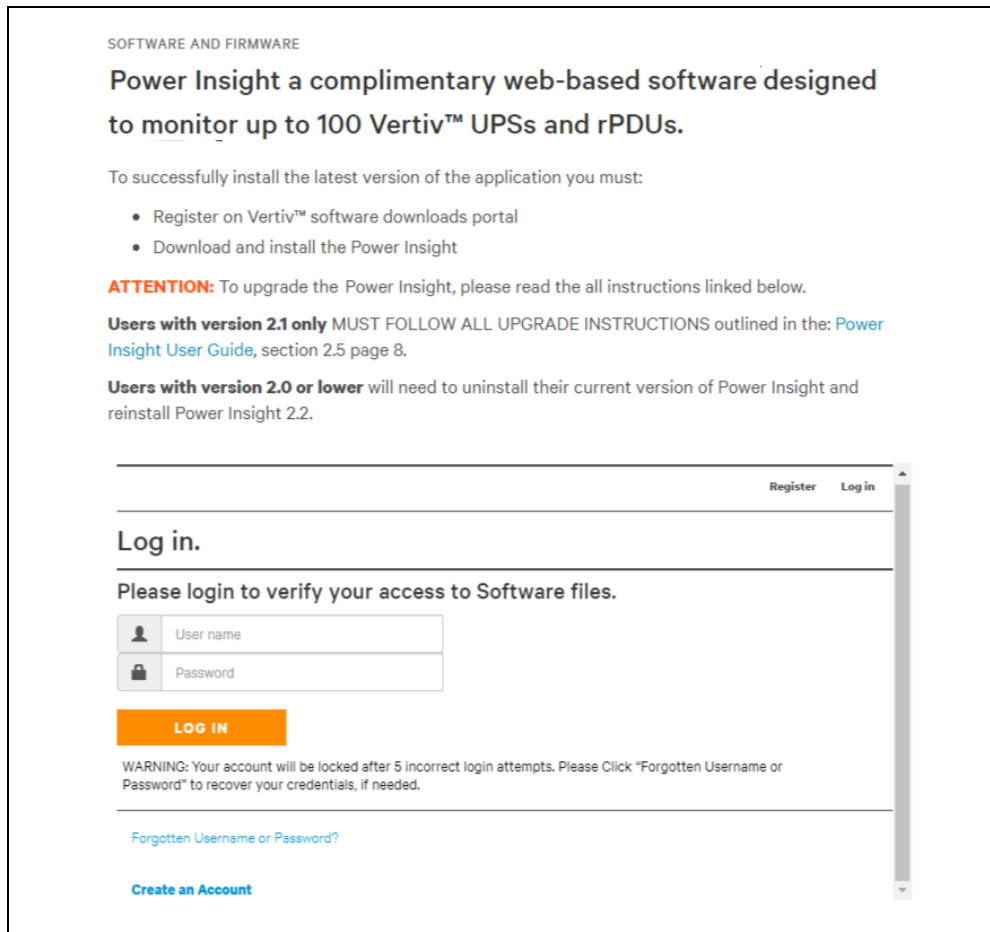 SOFTWARE AND FIRMWARE
Power Insight a complimentary web-based software designed
to monitor up to 100 Vertiv™ UPSs and rPDUs.
To successfully install the latest version of the application you must:
• Register on Vertiv™ software downloads portal
• Download and install the Power Insight
ATTENTION: To upgrade the Power Insight, please read the all instructions linked below.
Users with version 2.1 only MUST FOLLOW ALL UPGRADE INSTRUCTIONS outlined in the: Power
Insight User Guide, section 2.5 page 8.
Users with version 2.0 or lower will need to uninstall their current version of Power Insight and
reinstall Power Insight 2.2.
Register Log in
Log in.
Please login to verify your access to Software files.
User name
Password
LOG IN
WARNING: Your account will be locked after 5 incorrect login attempts. Please Click “Forgotten Username or
Password” to recover your credentials, if needed.
Forgotten Username or Password?
Create an Account